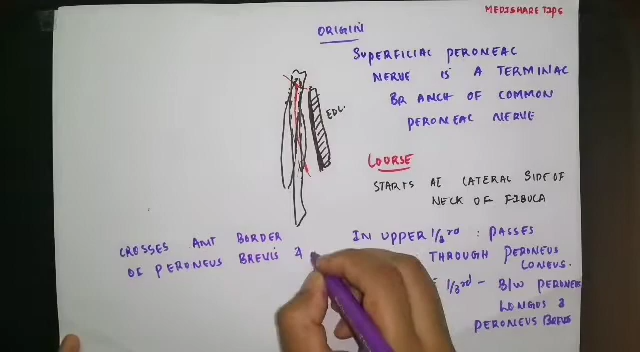 MEDISHARE TIPS
ORIGIN
SUPERFICIAL PERONEAL
NERVE IS A TERMINAL
BRANCH OF COMMON
PERONEAL NERVE
EDL.
COURSE
STARTS AT LATERAL SIDE OF
NECK OF FIBULA
IN UPPER 1/3rd : PASSES
THROUGH PERONEUS
LONGUS.
1/3rd - B/W PERONEUS
LONGUS &
PERONEUS BREVIS
CROSSES ANT BORDER
OF PERONEUS BREVIS &